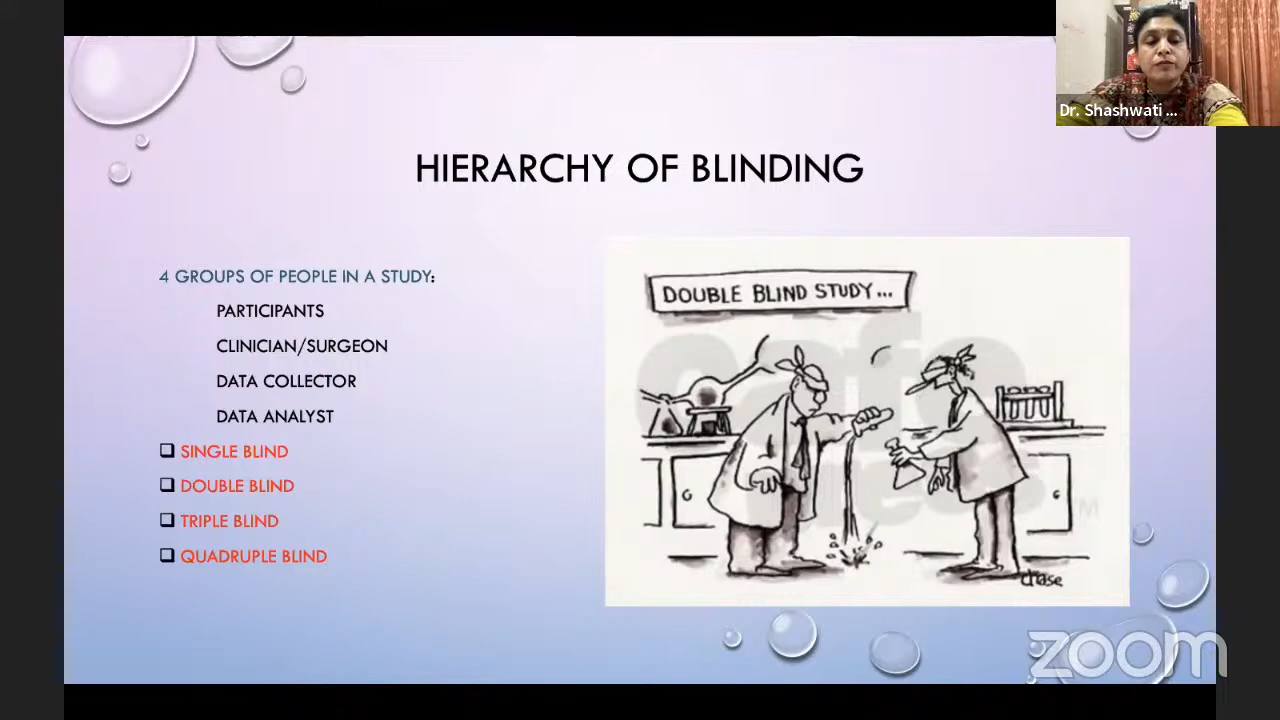 Dr. Shashwati ...
HIERARCHY OF BLINDING
4 GROUPS OF PEOPLE IN A STUDY:
PARTICIPANTS
CLINICIAN/SURGEON
DATA COLLECTOR
DATA ANALYST
SINGLE BLIND
DOUBLE BLIND
TRIPLE BLIND
QUADRUPLE BLIND
DOUBLE BLIND STUDY...
chase
zoom